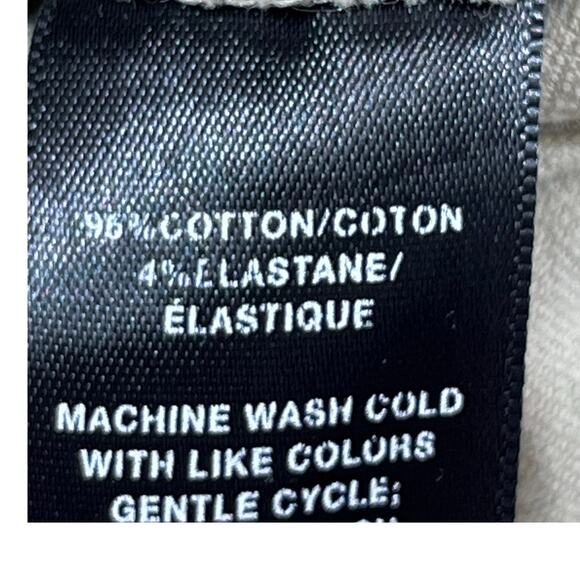 96% COTTON/COTON
4% ELASTANE/
ÉLASTIQUE
MACHINE WASH COLD
WITH LIKE COLORS
GENTLE CYCLE;